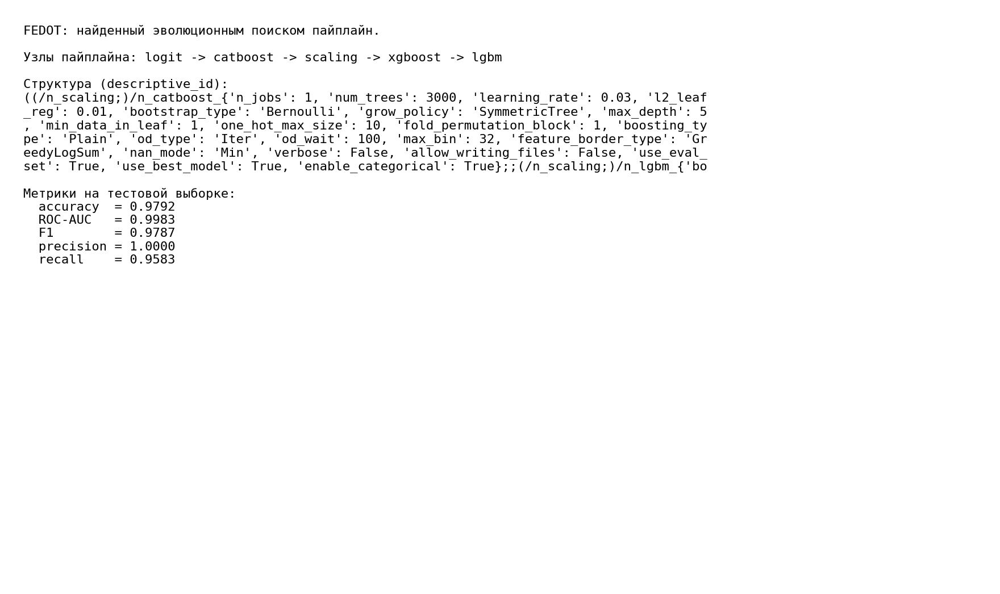 FEDOT: найденный эволюционным поиском пайплайн.
Узлы пайплайна: logit -> catboost -> scaling -> xgboost -> lgbm
Структура (descriptive_id):
((/n_scaling;)/n_catboost_{'n_jobs': 1, 'num_trees': 3000, 'learning_rate': 0.03, 'l2_leaf
_reg': 0.01, 'bootstrap_type': 'Bernoulli', 'grow_policy': 'SymmetricTree', 'max_depth': 5
, 'min_data_in_leaf': 1, 'one_hot_max_size': 10, 'fold_permutation_block': 1, 'boosting_ty
pe': 'Plain', 'od_type': 'Iter', 'od_wait': 100, 'max_bin': 32, 'feature_border_type': 'Gr
eedyLogSum', 'nan_mode': 'Min', 'verbose': False, 'allow_writing_files': False, 'use_eval_
set': True, 'use_best_model': True, 'enable_categorical': True};;(/n_scaling;)/n_lgbm_{'bo
Метрики на тестовой выборке:
  accuracy  = 0.9792
  ROC-AUC   = 0.9983
  F1        = 0.9787
  precision = 1.0000
  recall    = 0.9583